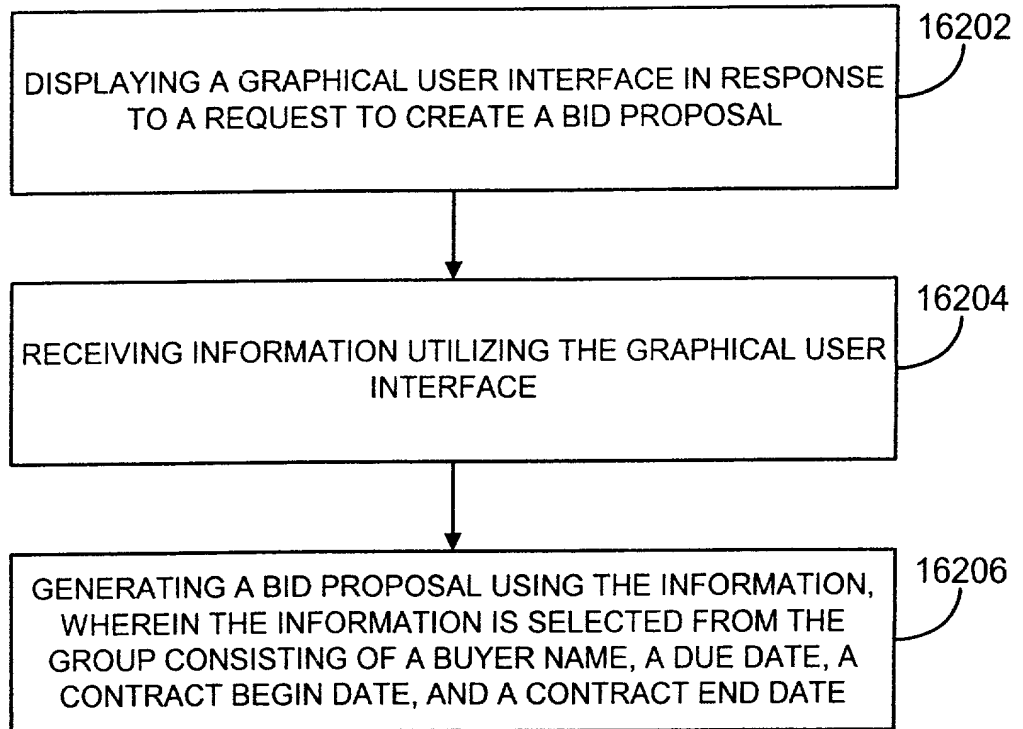 16202
DISPLAYING A GRAPHICAL USER INTERFACE IN RESPONSE
TO A REQUEST TO CREATE A BID PROPOSAL
16204
RECEIVING INFORMATION UTILIZING THE GRAPHICAL USER
INTERFACE
16206
GENERATING A BID PROPOSAL USING THE INFORMATION,
WHEREIN THE INFORMATION IS SELECTED FROM THE
GROUP CONSISTING OF A BUYER NAME, A DUE DATE, A
CONTRACT BEGIN DATE, AND A CONTRACT END DATE